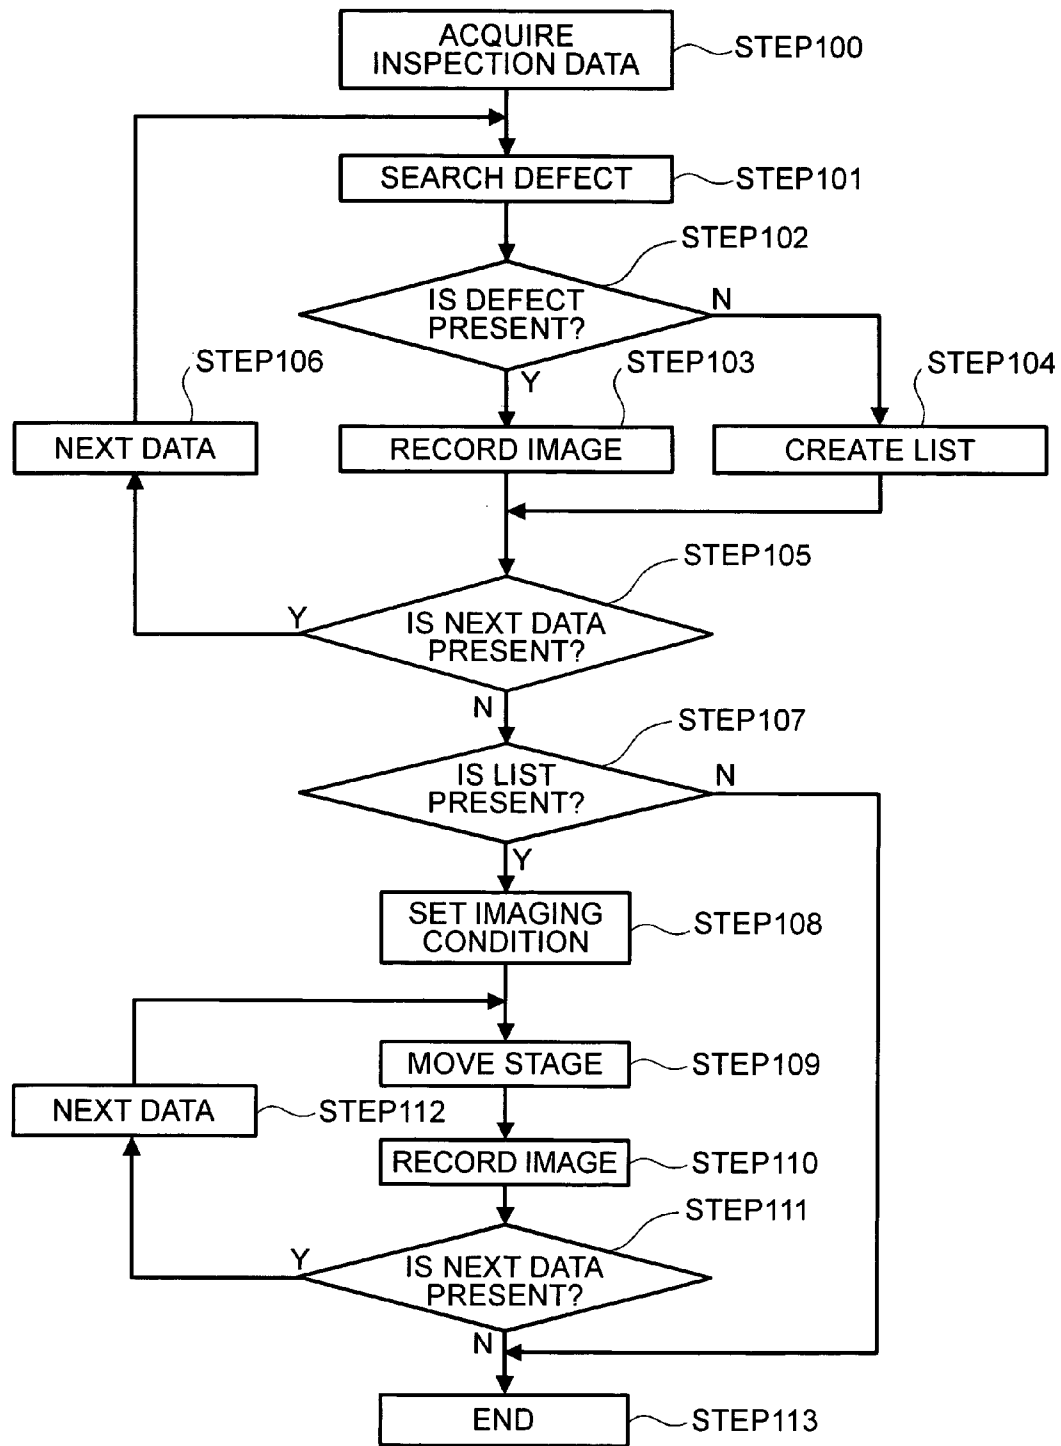 ACQUIRE
INSPECTION DATA
STEP100
SEARCH DEFECT
STEP101
STEP102
IS DEFECT
PRESENT?
N
Y
STEP106
STEP103
STEP104
NEXT DATA
RECORD IMAGE
CREATE LIST
STEP105
Y
IS NEXT DATA
PRESENT?
N
STEP107
IS LIST
PRESENT?
N
Y
SET IMAGING
CONDITION
STEP108
MOVE STAGE
STEP109
NEXT DATA
STEP112
RECORD IMAGE
STEP110
STEP111
Y
IS NEXT DATA
PRESENT?
N
END
STEP113